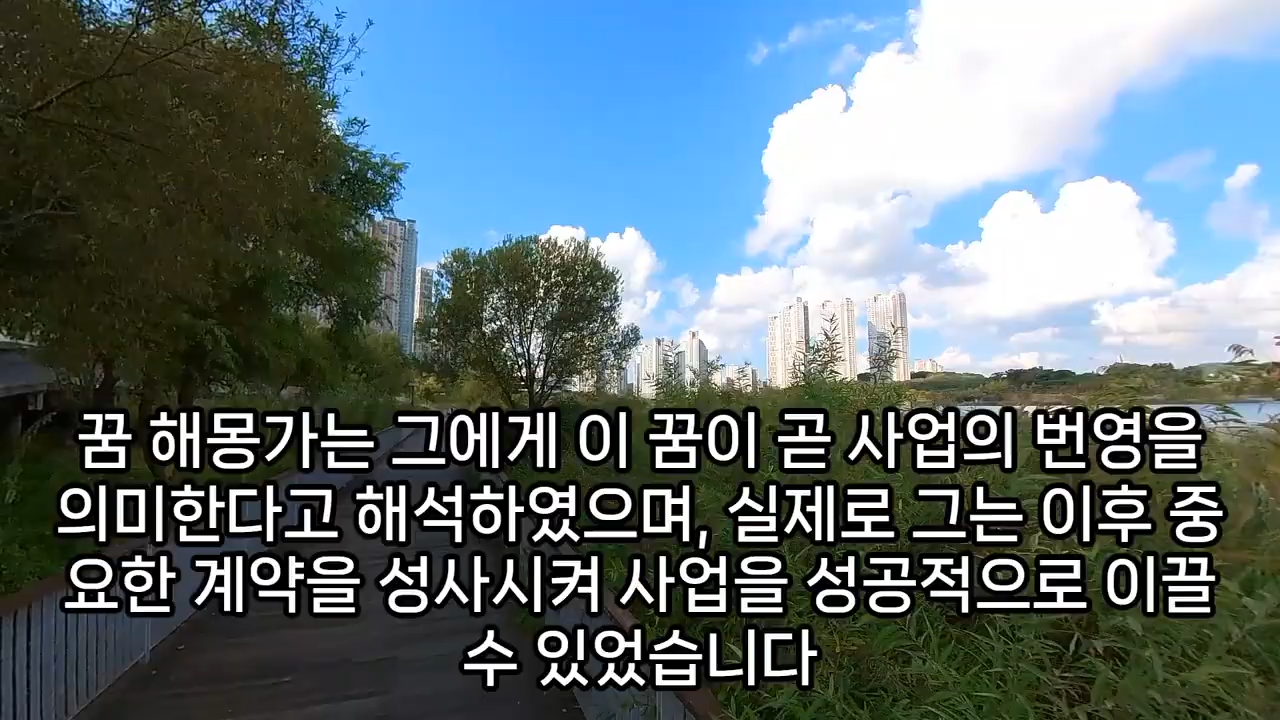 꿈 해몽가는 그에게 이 꿈이 곧 사업의 번영을
의미한다고 해석하였으며, 실제로 그는 이후 중
요한 계약을 성사시켜 사업을 성공적으로 이끌
수 있었습니다